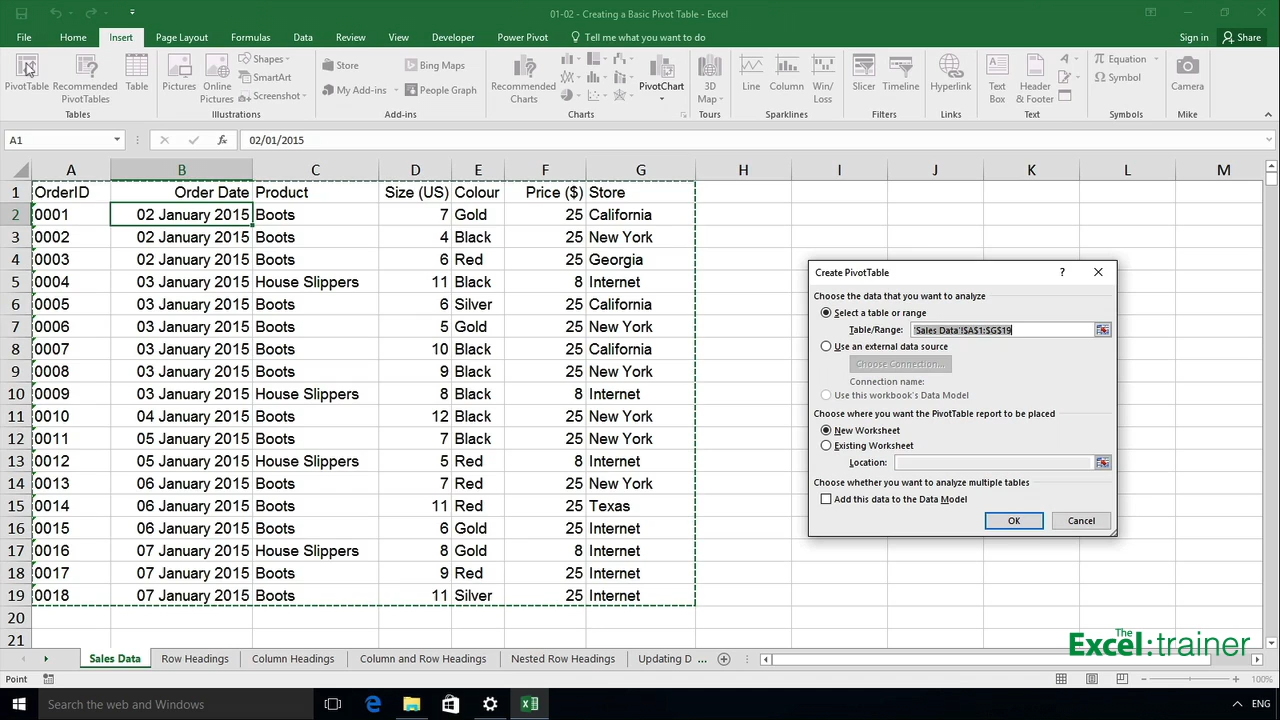 01-02 - Creating a Basic Pivot Table - Excel
File Home Insert Page Layout Formulas Data Review View Developer Power Pivot Tell me what you want to do Sign in Share
PivotTable Recommended PivotTables Table
Tables
Pictures Online Pictures Shapes SmartArt Screenshot
Illustrations
Store My Add-ins Bing Maps People Graph
Add-ins
Recommended Charts PivotChart
Charts
3D Map
Tours
Line Column Win/Loss
Sparklines
Slicer Timeline
Filters
Hyperlink
Links
Text Box Header & Footer
Text
Equation Symbol
Symbols
Camera
Mike
A1 fx 02/01/2015
A B C D E F G H I J K L M
1 OrderID Order Date Product Size (US) Colour Price ($) Store
2 0001 02 January 2015 Boots 7 Gold 25 California
3 0002 02 January 2015 Boots 4 Black 25 New York
4 0003 02 January 2015 Boots 6 Red 25 Georgia
5 0004 03 January 2015 House Slippers 11 Black 8 Internet
6 0005 03 January 2015 Boots 6 Silver 25 California
7 0006 03 January 2015 Boots 5 Gold 25 New York
8 0007 03 January 2015 Boots 10 Black 25 California
9 0008 03 January 2015 Boots 9 Black 25 New York
10 0009 03 January 2015 House Slippers 8 Black 8 Internet
11 0010 04 January 2015 Boots 12 Black 25 New York
12 0011 05 January 2015 Boots 7 Black 25 New York
13 0012 05 January 2015 House Slippers 5 Red 8 Internet
14 0013 06 January 2015 Boots 7 Red 25 New York
15 0014 06 January 2015 Boots 11 Red 25 Texas
16 0015 06 January 2015 Boots 6 Gold 25 Internet
17 0016 07 January 2015 House Slippers 8 Gold 8 Internet
18 0017 07 January 2015 Boots 9 Red 25 Internet
19 0018 07 January 2015 Boots 11 Silver 25 Internet
20
21
Create PivotTable ?
Choose the data that you want to analyze
Select a table or range
Table/Range: 'Sales Data'!$A$1:$G$19
Use an external data source
Choose Connection...
Connection name:
Use this workbook's Data Model
Choose where you want the PivotTable report to be placed
New Worksheet
Existing Worksheet
Location:
Choose whether you want to analyze multiple tables
Add this data to the Data Model
OK Cancel
The Excel:trainer
Sales Data Row Headings Column Headings Column and Row Headings Nested Row Headings Updating D ...
Point 100%
Search the web and Windows ENG